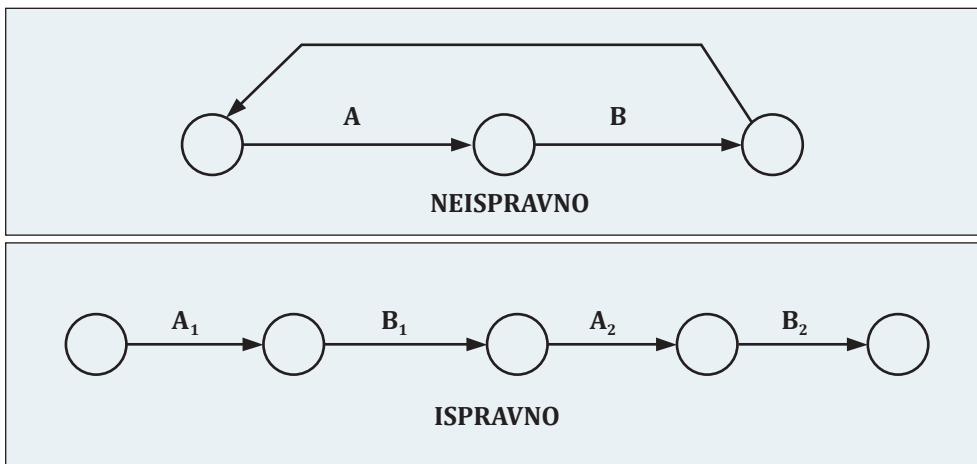 A B
NEISPRAVNO
A₁ B₁ A₂ B₂
ISPRAVNO